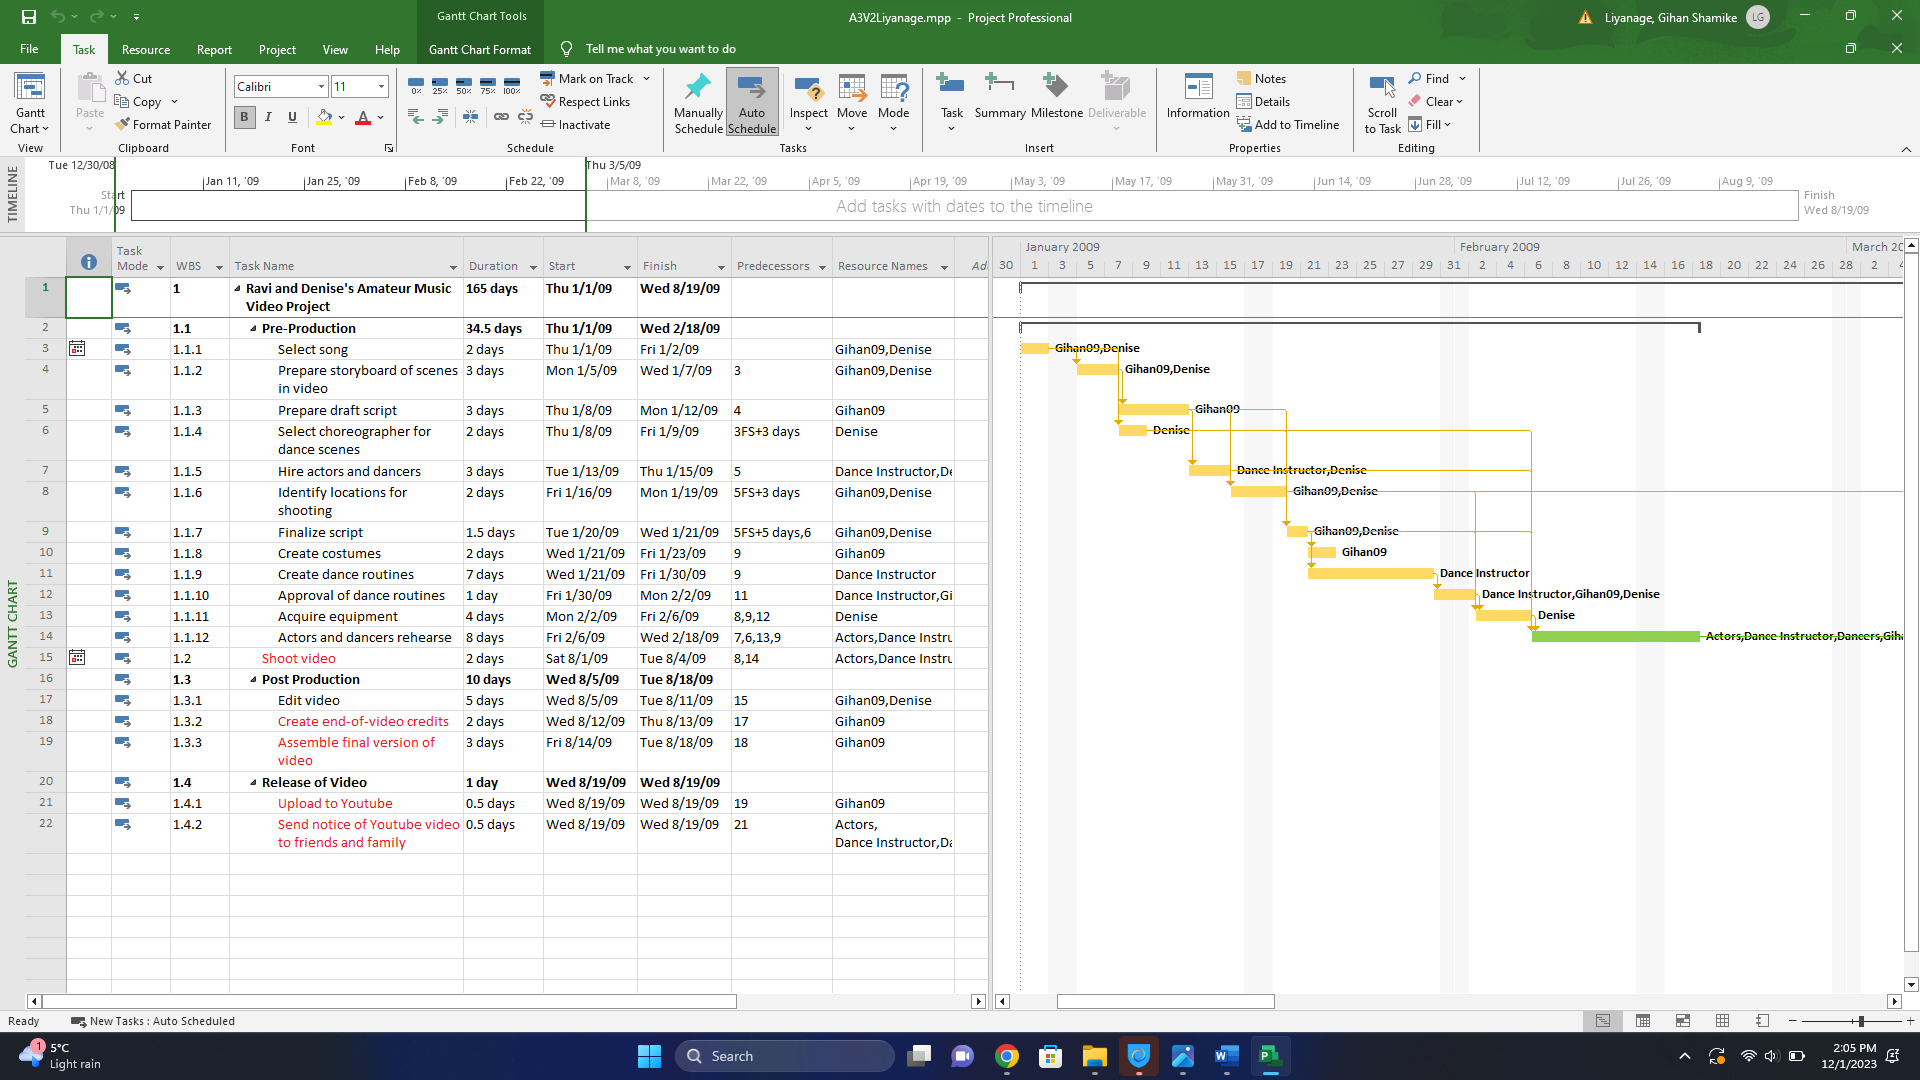 Gantt Chart Tools
A3V2Liyanage.mpp - Project Professional
Liyanage, Gihan Shamike
LG
File Task Resource Report Project View Help Gantt Chart Format Tell me what you want to do
Gantt Chart
View
Paste
Cut
Copy
Format Painter
Clipboard
Calibri 11
B I U A
Font
0% 25% 50% 75% 100%
Mark on Track
Respect Links
Inactivate
Schedule
Manually Schedule
Auto Schedule
Inspect Move Mode
Tasks
Task Summary Milestone Deliverable
Insert
Information
Notes
Details
Add to Timeline
Properties
Scroll to Task
Find
Clear
Fill
Editing
TIMELINE
Tue 12/30/08
Thu 3/5/09
Jan 11, '09 Jan 25, '09 Feb 8, '09 Feb 22, '09 Mar 8, '09 Mar 22, '09 Apr 5, '09 Apr 19, '09 May 3, '09 May 17, '09 May 31, '09 Jun 14, '09 Jun 28, '09 Jul 12, '09 Jul 26, '09 Aug 9, '09
Start
Thu 1/1/09
Add tasks with dates to the timeline
Finish
Wed 8/19/09
GANTT CHART
Task Mode WBS Task Name Duration Start Finish Predecessors Resource Names Ad
January 2009 February 2009 March 20
30 1 3 5 7 9 11 13 15 17 19 21 23 25 27 29 31 2 4 6 8 10 12 14 16 18 20 22 24 26 28 2 4
1 1 Ravi and Denise's Amateur Music Video Project 165 days Thu 1/1/09 Wed 8/19/09
2 1.1 Pre-Production 34.5 days Thu 1/1/09 Wed 2/18/09
3 1.1.1 Select song 2 days Thu 1/1/09 Fri 1/2/09 Gihan09,Denise
4 1.1.2 Prepare storyboard of scenes in video 3 days Mon 1/5/09 Wed 1/7/09 3 Gihan09,Denise
5 1.1.3 Prepare draft script 3 days Thu 1/8/09 Mon 1/12/09 4 Gihan09
6 1.1.4 Select choreographer for dance scenes 2 days Thu 1/8/09 Fri 1/9/09 3FS+3 days Denise
7 1.1.5 Hire actors and dancers 3 days Tue 1/13/09 Thu 1/15/09 5 Dance Instructor,De
8 1.1.6 Identify locations for shooting 2 days Fri 1/16/09 Mon 1/19/09 5FS+3 days Gihan09,Denise
9 1.1.7 Finalize script 1.5 days Tue 1/20/09 Wed 1/21/09 5FS+5 days,6 Gihan09,Denise
10 1.1.8 Create costumes 2 days Wed 1/21/09 Fri 1/23/09 9 Gihan09
11 1.1.9 Create dance routines 7 days Wed 1/21/09 Fri 1/30/09 9 Dance Instructor
12 1.1.10 Approval of dance routines 1 day Fri 1/30/09 Mon 2/2/09 11 Dance Instructor,Gi
13 1.1.11 Acquire equipment 4 days Mon 2/2/09 Fri 2/6/09 8,9,12 Denise
14 1.1.12 Actors and dancers rehearse 8 days Fri 2/6/09 Wed 2/18/09 7,6,13,9 Actors,Dance Instru
15 1.2 Shoot video 2 days Sat 8/1/09 Tue 8/4/09 8,14 Actors,Dance Instru
16 1.3 Post Production 10 days Wed 8/5/09 Tue 8/18/09
17 1.3.1 Edit video 5 days Wed 8/5/09 Tue 8/11/09 15 Gihan09,Denise
18 1.3.2 Create end-of-video credits 2 days Wed 8/12/09 Thu 8/13/09 17 Gihan09
19 1.3.3 Assemble final version of video 3 days Fri 8/14/09 Tue 8/18/09 18 Gihan09
20 1.4 Release of Video 1 day Wed 8/19/09 Wed 8/19/09
21 1.4.1 Upload to Youtube 0.5 days Wed 8/19/09 Wed 8/19/09 19 Gihan09
22 1.4.2 Send notice of Youtube video to friends and family 0.5 days Wed 8/19/09 Wed 8/19/09 21 Actors, Dance Instructor,Da
Gihan09,Denise
Gihan09,Denise
Gihan09
Denise
Dance Instructor,Denise
Gihan09,Denise
Gihan09,Denise
Gihan09
Dance Instructor
Dance Instructor,Gihan09,Denise
Denise
Actors,Dance Instructor,Dancers,Giha
Ready New Tasks : Auto Scheduled
1
5°C
Light rain
Search
2:05 PM
12/1/2023